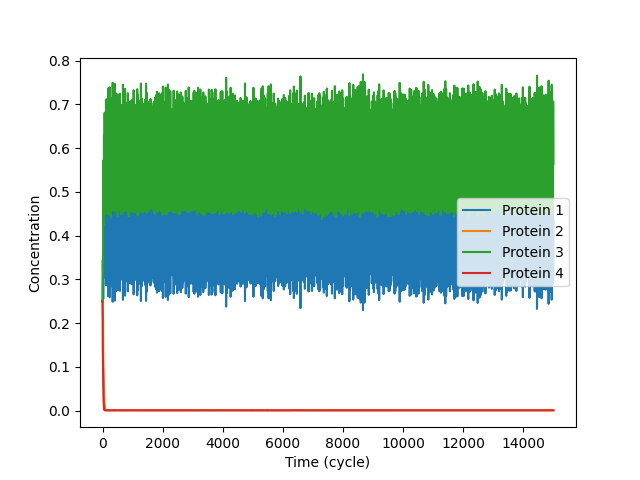 0.8
0.7
0.6
0.5
0.4
0.3
0.2
0.1
0.0
Concentration
Protein 1
Protein 2
Protein 3
Protein 4
0 2000 4000 6000 8000 10000 12000 14000
Time (cycle)